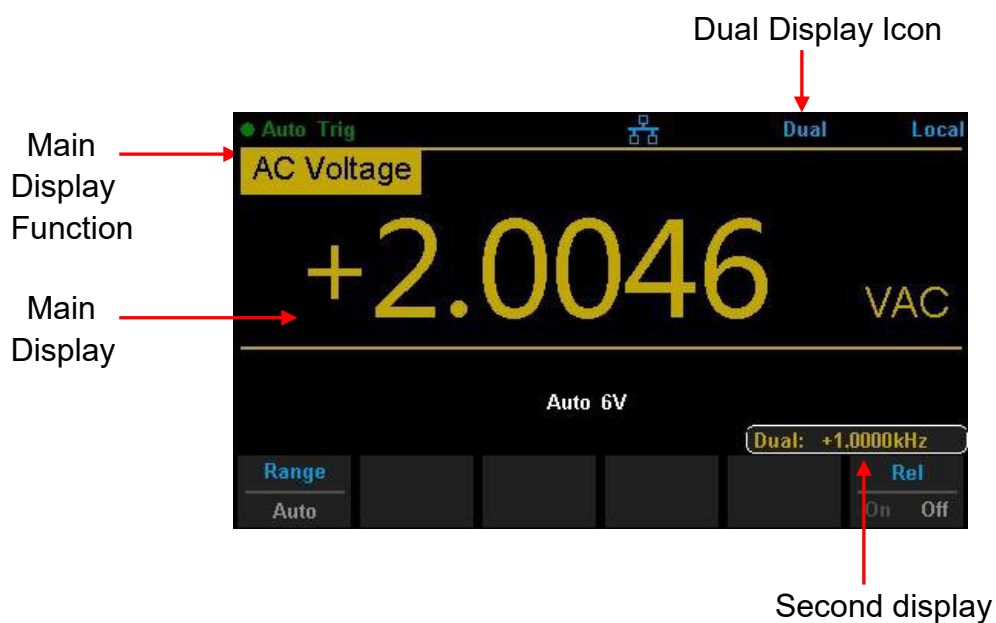 Dual Display Icon
Main
Display
Function
Auto Trig
Dual
Local
AC Voltage
+2.0046
VAC
Main
Display
Auto 6V
Dual: +1.0000kHz
Range
Auto
Rel
On Off
Second display